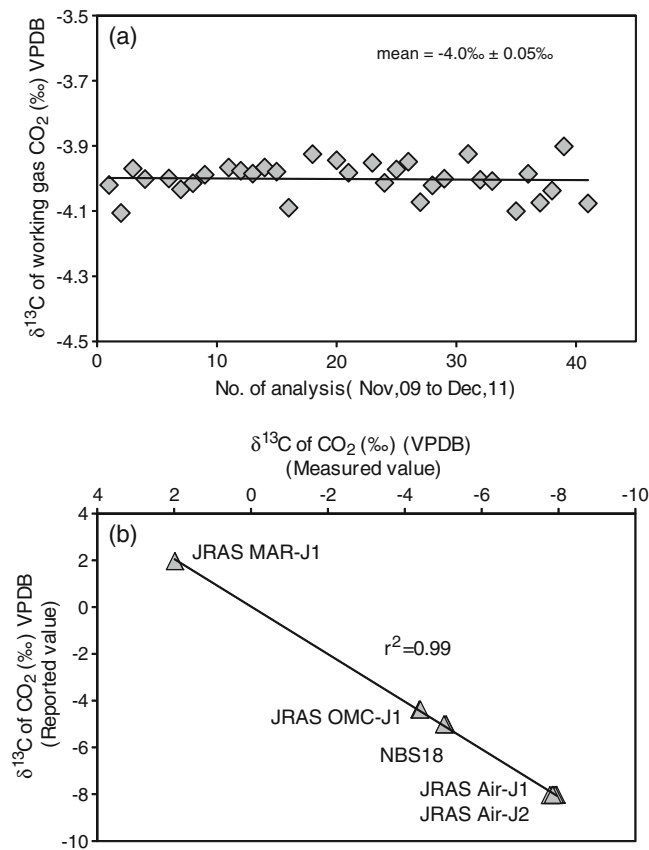 (a)
mean = -4.0‰ ± 0.05‰
δ¹³C of working gas CO₂ (‰) VPDB
-3.5
-3.7
-3.9
-4.1
-4.3
-4.5
0 10 20 30 40
No. of analysis( Nov,09 to Dec,11)
δ¹³C of CO₂ (‰) (VPDB)
(Measured value)
4 2 0 -2 -4 -6 -8 -10
(b)
δ¹³C of CO₂ (‰) VPDB
(Reported value)
4
2
0
-2
-4
-6
-8
-10
JRAS MAR-J1
r²=0.99
JRAS OMC-J1
NBS18
JRAS Air-J1
JRAS Air-J2